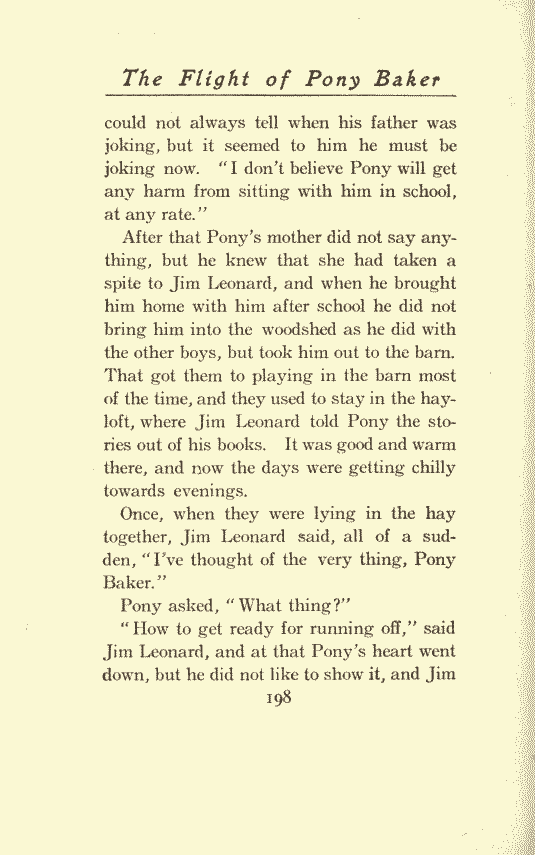 The Flight of Pony Baker
could not always tell when his father was
joking, but it seemed to him he must be
joking now. "I don't believe Pony will get
any harm from sitting with him in school,
at any rate."
After that Pony's mother did not say any-
thing, but he knew that she had taken a
spite to Jim Leonard, and when he brought
him home with him after school he did not
bring him into the woodshed as he did with
the other boys, but took him out to the barn.
That got them to playing in the barn most
of the time, and they used to stay in the hay-
loft, where Jim Leonard told Pony the sto-
ries out of his books. It was good and warm
there, and now the days were getting chilly
towards evenings.
Once, when they were lying in the hay
together, Jim Leonard said, all of a sud-
den, "I've thought of the very thing, Pony
Baker."
Pony asked, "What thing?"
"How to get ready for running off," said
Jim Leonard, and at that Pony's heart went
down, but he did not like to show it, and Jim
198